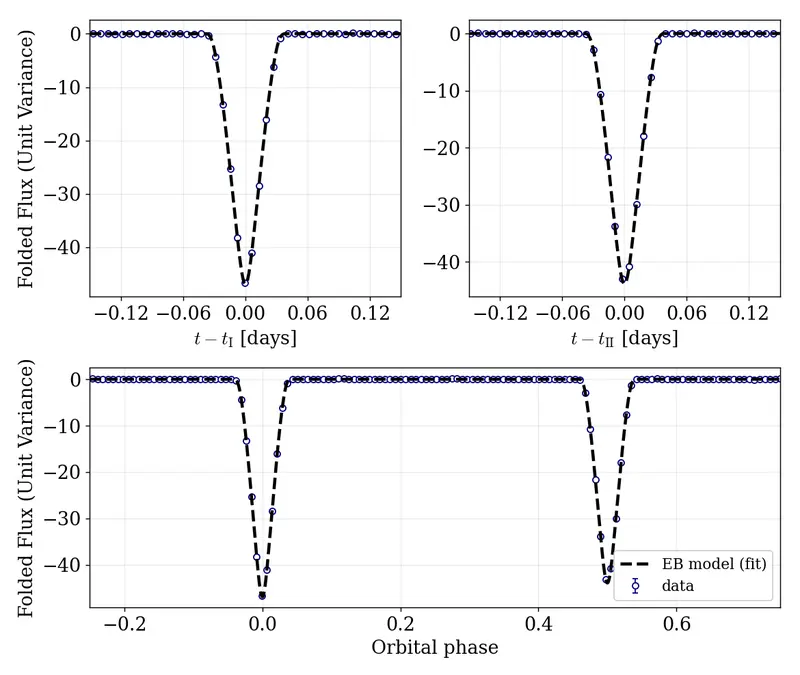 Folded Flux (Unit Variance)
0
−10
−20
−30
−40
−0.12 −0.06 0.00 0.06 0.12
t − t_I [days]
0
−10
−20
−30
−40
−0.12 −0.06 0.00 0.06 0.12
t − t_II [days]
Folded Flux (Unit Variance)
0
−10
−20
−30
−40
−0.2 0.0 0.2 0.4 0.6
Orbital phase
EB model (fit)
data